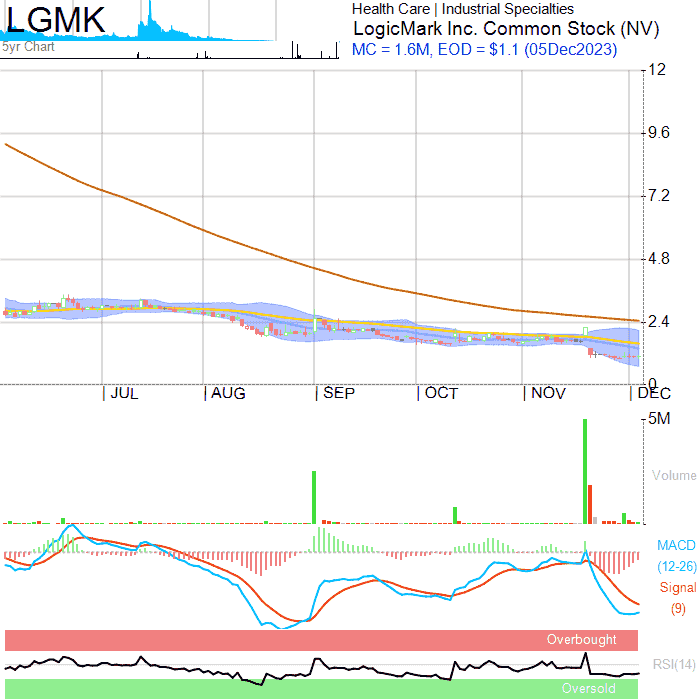 LGMK
5yr Chart
Health Care | Industrial Specialties
LogicMark Inc. Common Stock (NV)
MC = 1.6M, EOD = $1.1 (05Dec2023)
12
9.6
7.2
4.8
2.4
0
JUL AUG SEP OCT NOV DEC
5M
Volume
MACD
(12-26)
Signal
(9)
Overbought
RSI(14)
Oversold